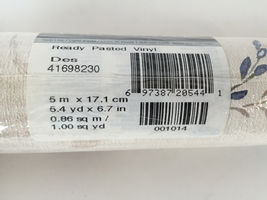 Ready Pasted Vinyl
Des
41698230
6 97387 20544 1
5 m x 17.1 cm
5.4 yd x 6.7 in
0.86 sq m /
1.00 sq yd
001014